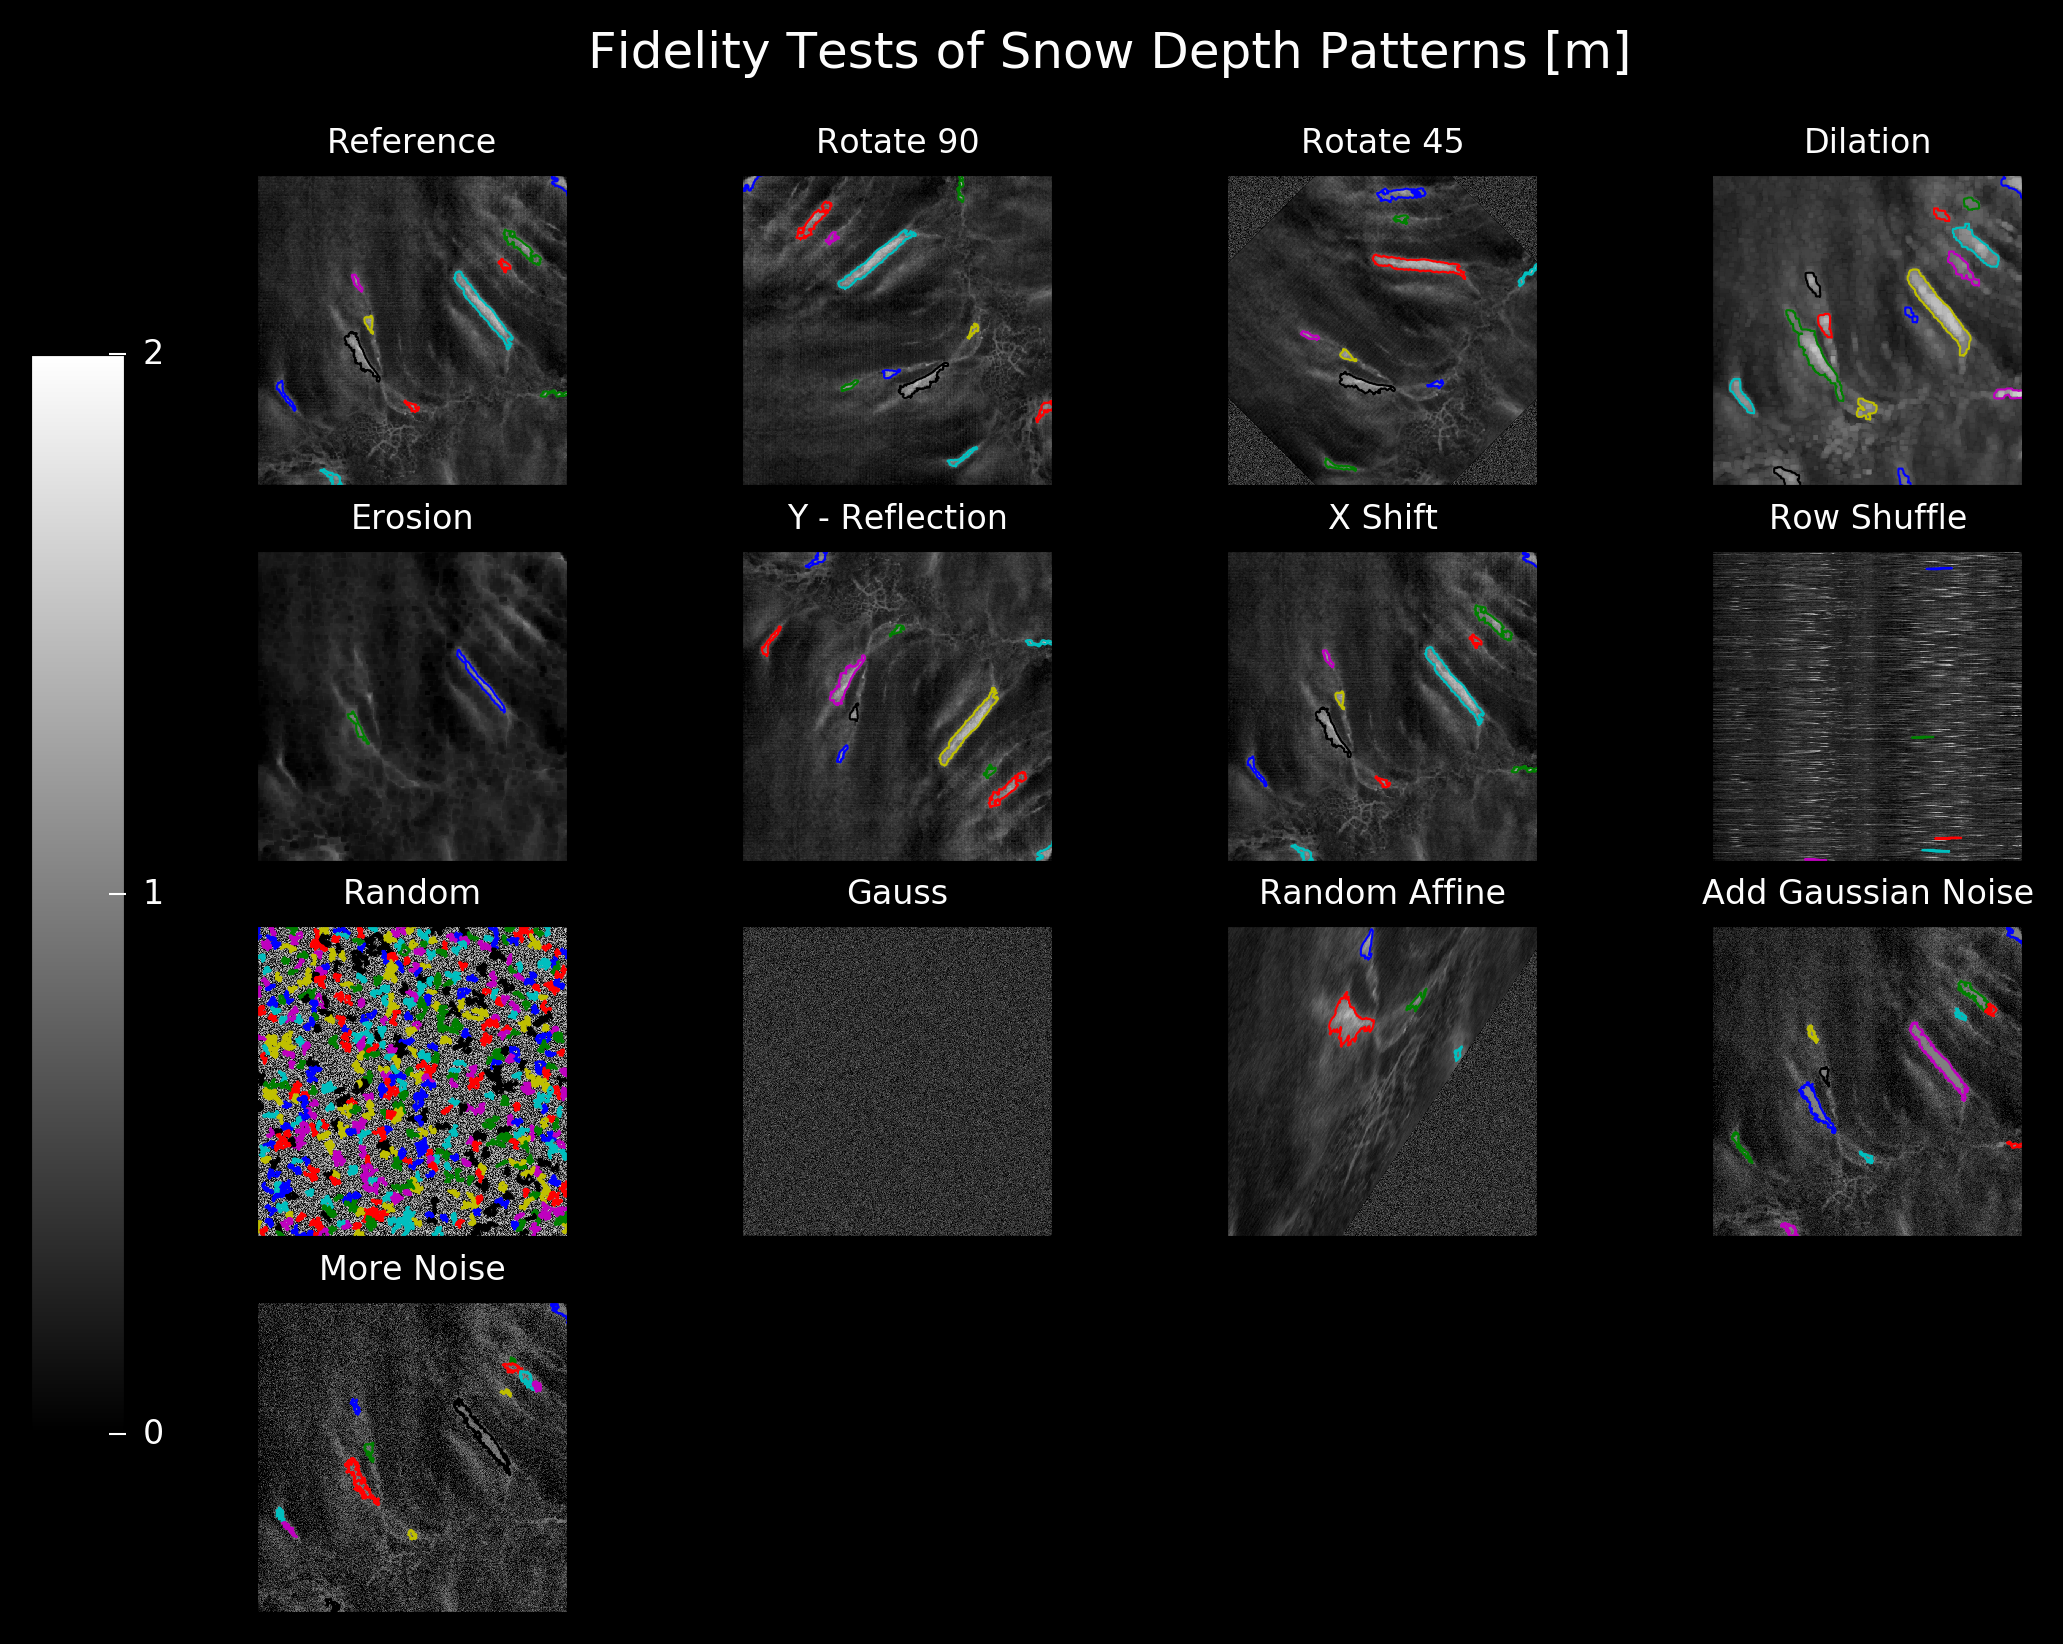 Fidelity Tests of Snow Depth Patterns [m]
Reference
Rotate 90
Rotate 45
Dilation
Erosion
Y - Reflection
X Shift
Row Shuffle
Random
Gauss
Random Affine
Add Gaussian Noise
More Noise
2
1
0